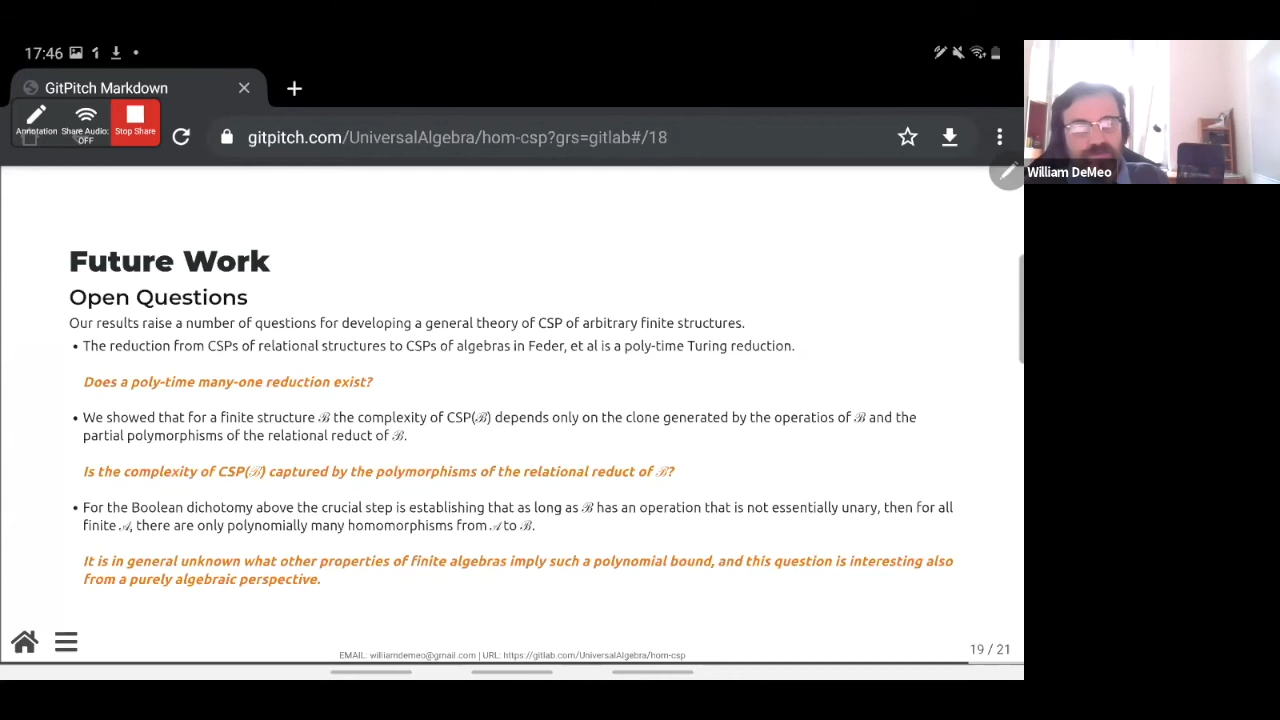 17:46
GitPitch Markdown
Annotation
Share Audio:
OFF
Stop Share
gitpitch.com/UniversalAlgebra/hom-csp?grs=gitlab#/18
William DeMeo
Future Work
Open Questions
Our results raise a number of questions for developing a general theory of CSP of arbitrary finite structures.
• The reduction from CSPs of relational structures to CSPs of algebras in Feder, et al is a poly-time Turing reduction.
Does a poly-time many-one reduction exist?
• We showed that for a finite structure ℬ the complexity of CSP(ℬ) depends only on the clone generated by the operatios of ℬ and the
partial polymorphisms of the relational reduct of ℬ.
Is the complexity of CSP(ℬ) captured by the polymorphisms of the relational reduct of ℬ?
• For the Boolean dichotomy above the crucial step is establishing that as long as ℬ has an operation that is not essentially unary, then for all
finite 𝒜, there are only polynomially many homomorphisms from 𝒜 to ℬ.
It is in general unknown what other properties of finite algebras imply such a polynomial bound, and this question is interesting also
from a purely algebraic perspective.
19 / 21
EMAIL: williamdemeo@gmail.com | URL: https://gitlab.com/UniversalAlgebra/hom-csp